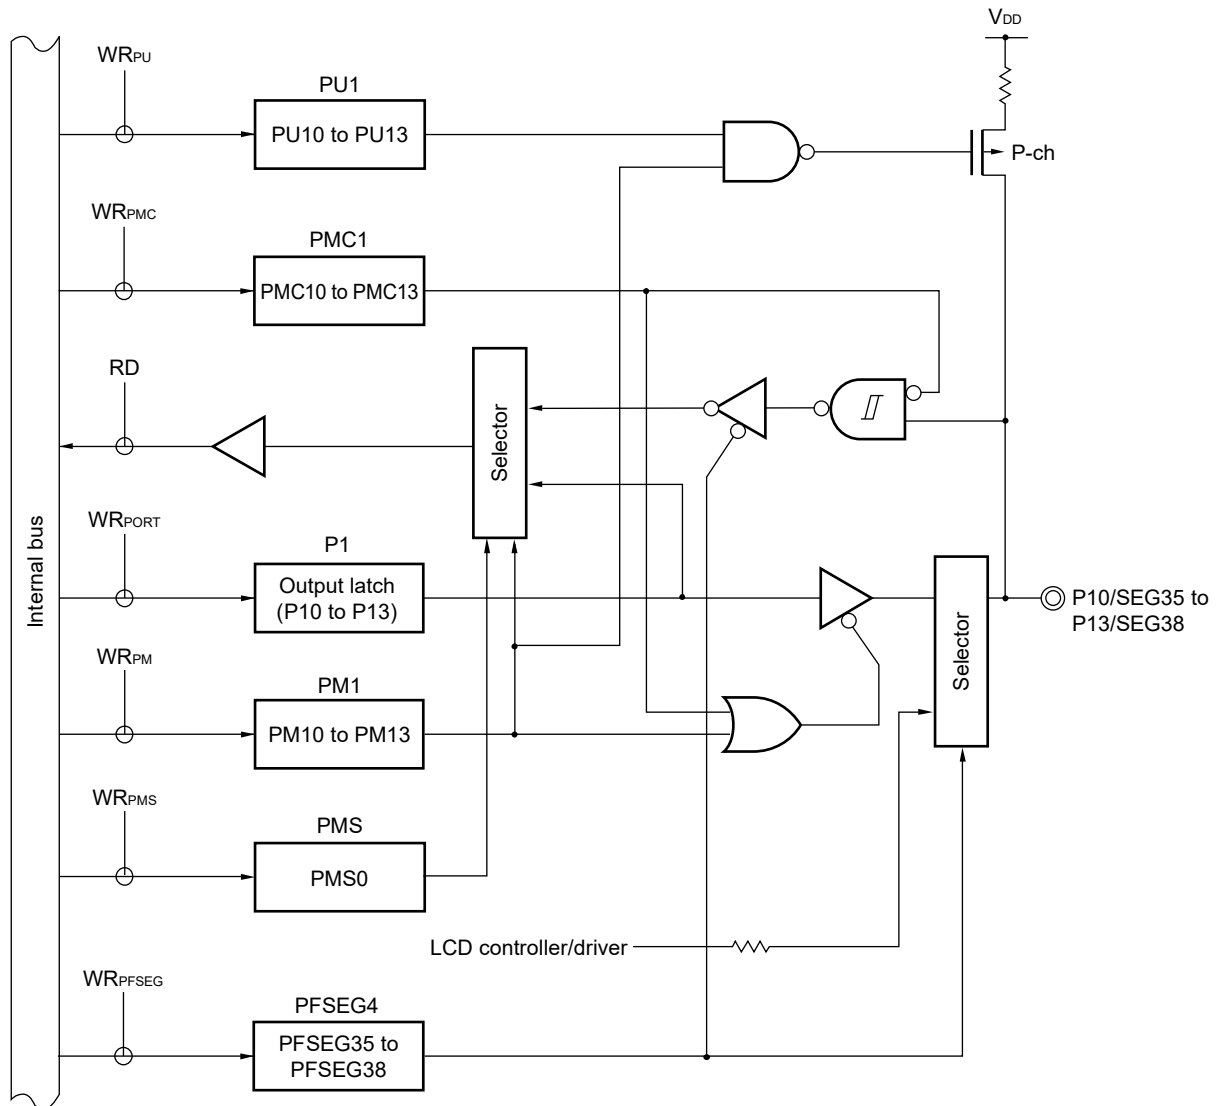 VDD
WRPU
PU1
PU10 to PU13
P-ch
WRPMC
PMC1
PMC10 to PMC13
RD
Selector
WRPORT
P1
Output latch
(P10 to P13)
Internal bus
Selector
P10/SEG35 to
P13/SEG38
WRPM
PM1
PM10 to PM13
WRPMS
PMS
PMS0
LCD controller/driver
WRPFSEG
PFSEG4
PFSEG35 to
PFSEG38